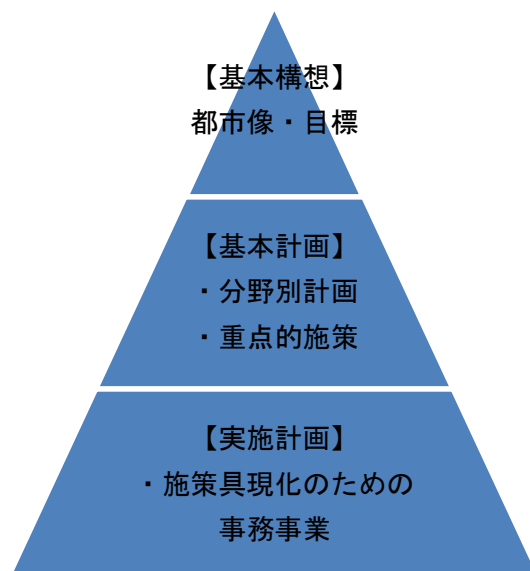 【基本構想】
都市像・目標
【基本計画】
・分野別計画
・重点的施策
【実施計画】
・施策具現化のための
事務事業